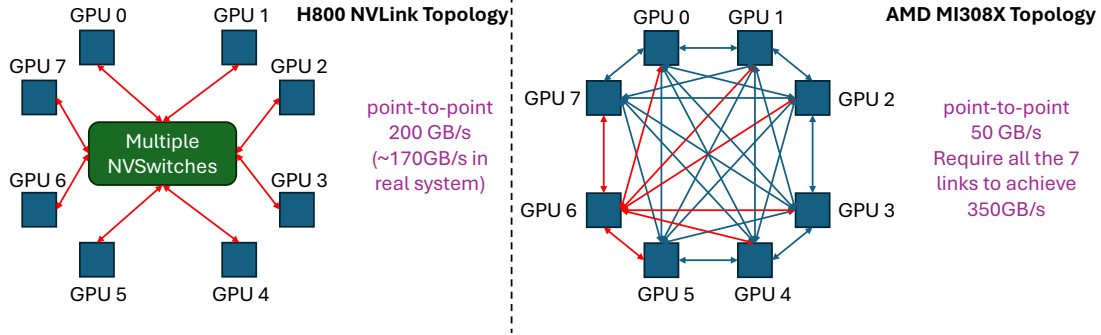 H800 NVLink Topology
GPU 0
GPU 1
GPU 7
GPU 2
Multiple
NVSwitches
GPU 6
GPU 3
GPU 5
GPU 4
point-to-point
200 GB/s
(~170GB/s in
real system)
AMD MI308X Topology
GPU 0
GPU 1
GPU 7
GPU 2
GPU 6
GPU 3
GPU 5
GPU 4
point-to-point
50 GB/s
Require all the 7
links to achieve
350GB/s